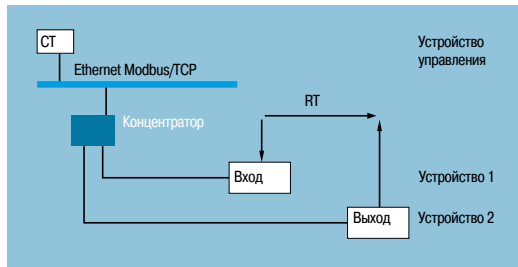 СТ
Устройство
управления
Ethernet Modbus/TCP
RT
Концентратор
Вход
Устройство 1
Выход
Устройство 2